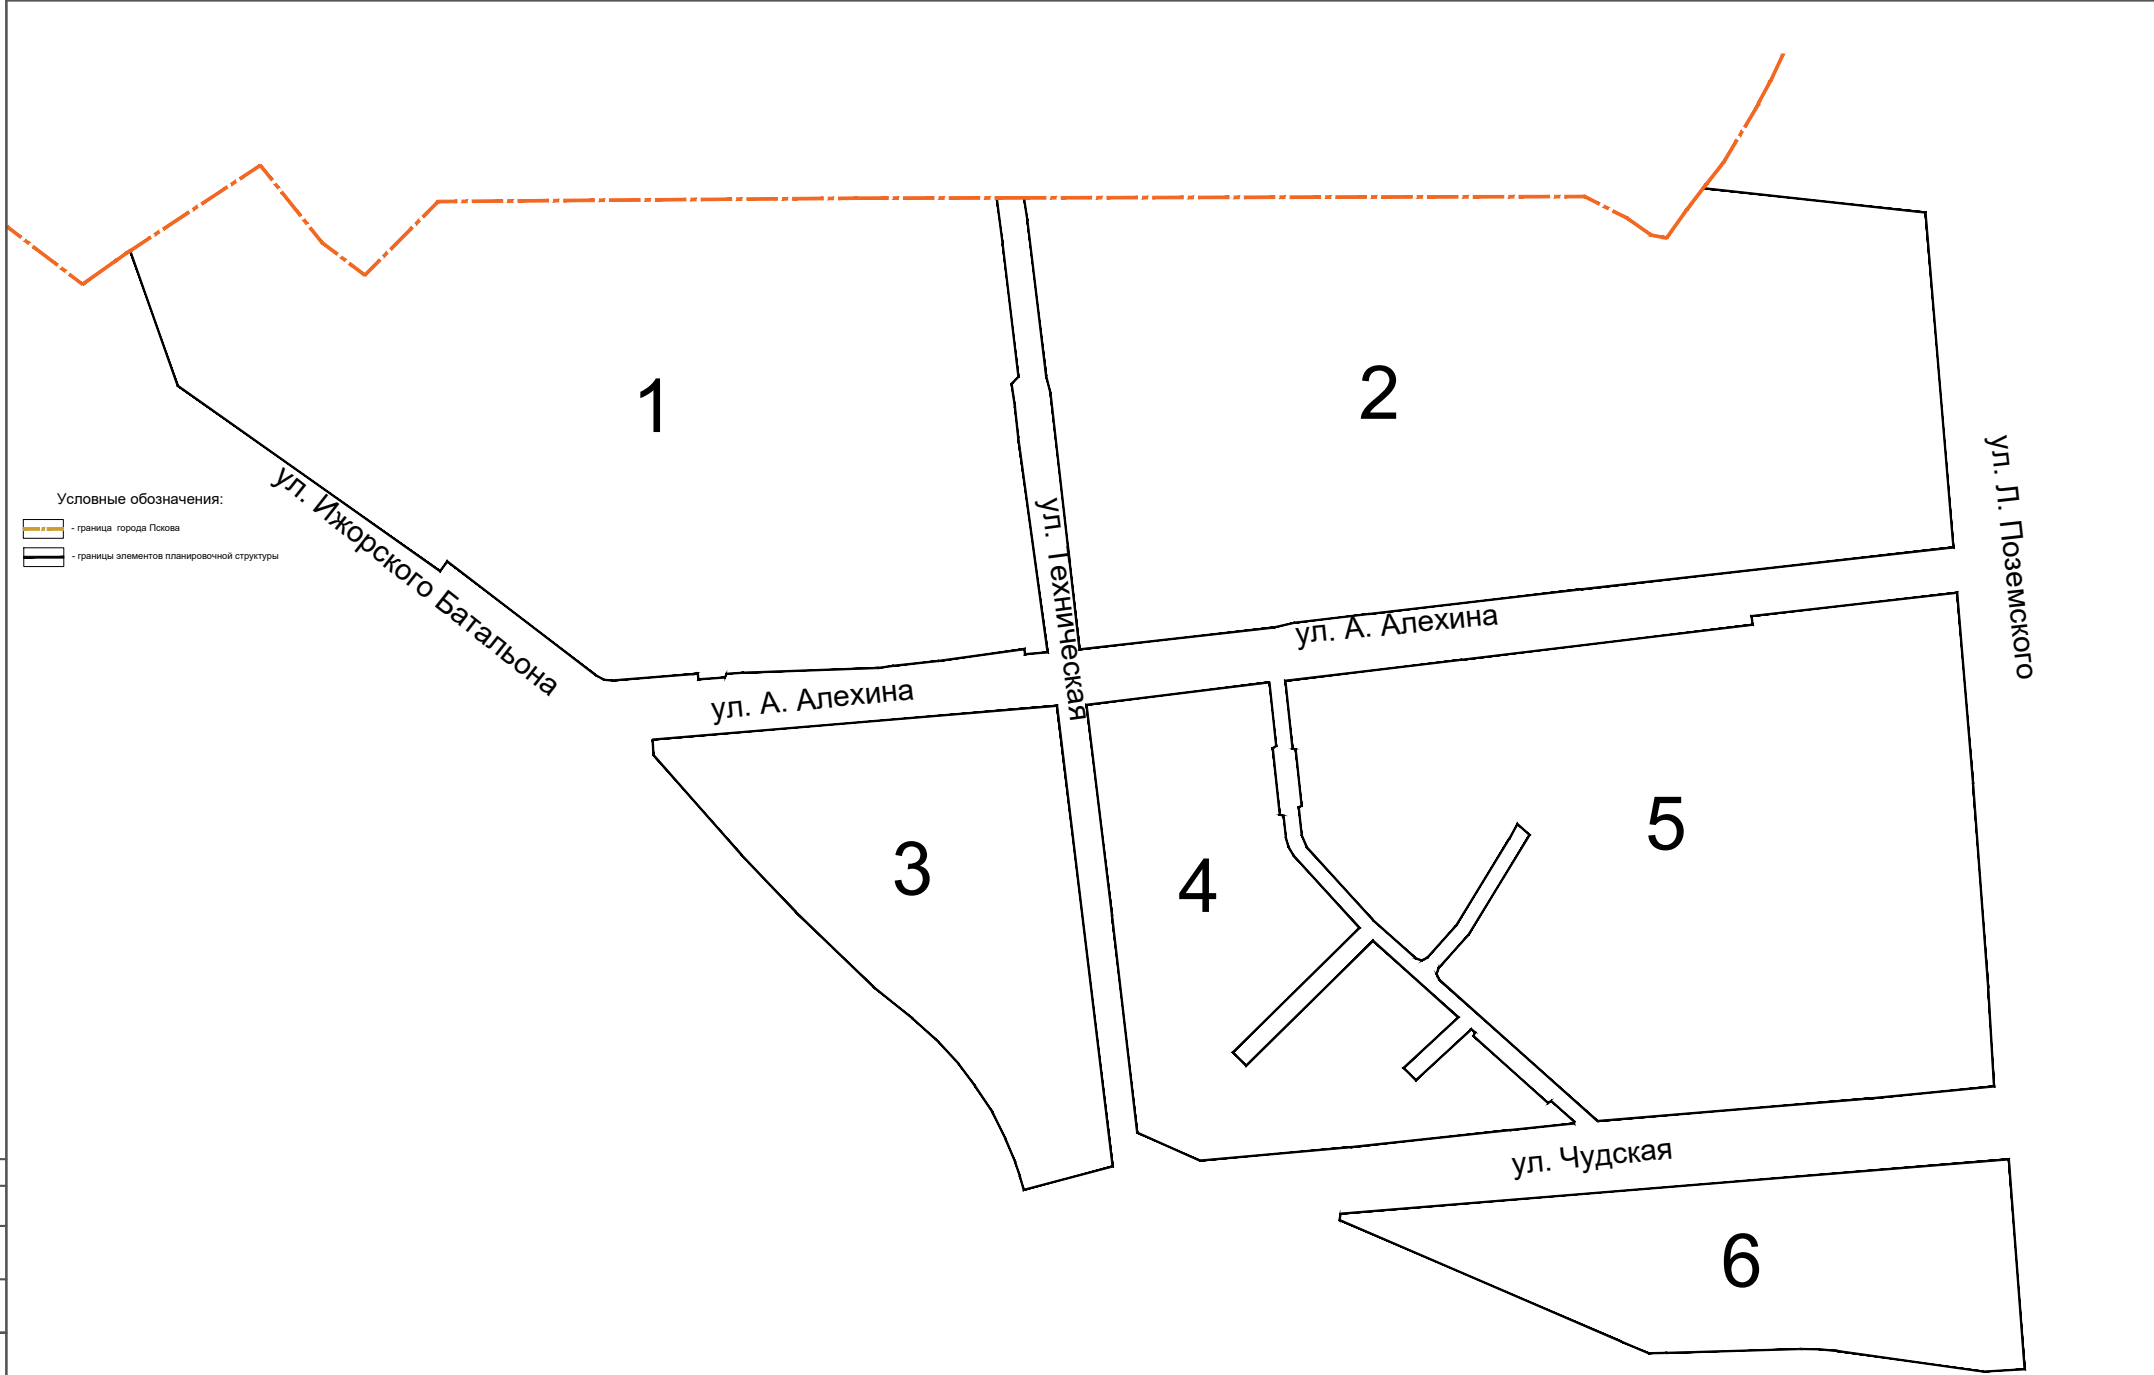 1
2
ул. Л. Поземского
ул. Ижорского Батальона
Условные обозначения:
- граница  города Пскова
- границы элементов планировочной структуры
ул. Техническая
ул. А. Алехина
ул. А. Алехина
3
4
5
ул. Чудская
6